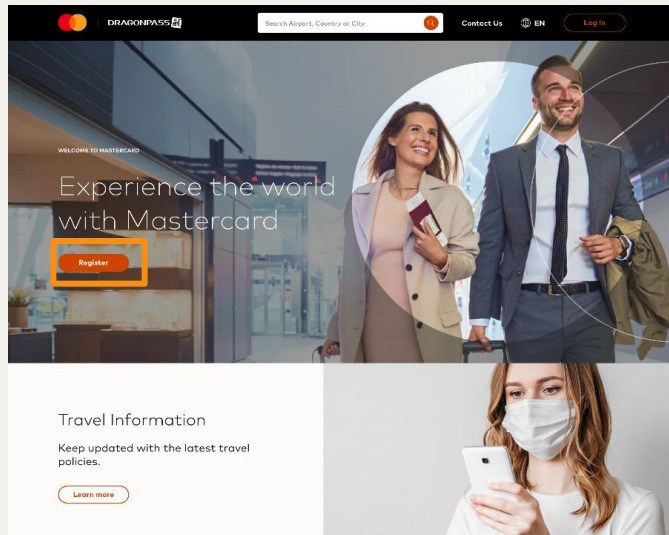 DRAGONPASS
Search Airport, Country or City
Contact Us
EN
Log in
WELCOME TO MASTERCARD
Experience the world
with Mastercard
Register
Travel Information
Keep updated with the latest travel
policies.
Learn more